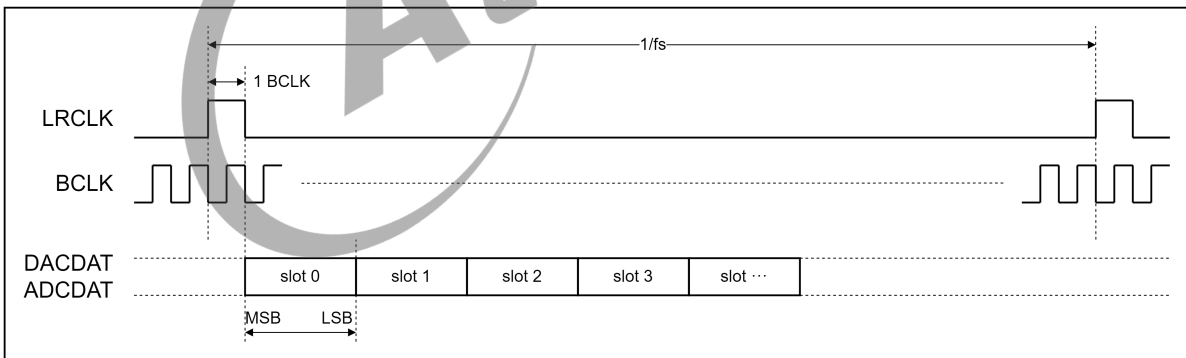 1/fs
1 BCLK
LRCLK
BCLK
DACDAT
ADCDAT
slot 0 slot 1 slot 2 slot 3 slot ⋯
MSB LSB